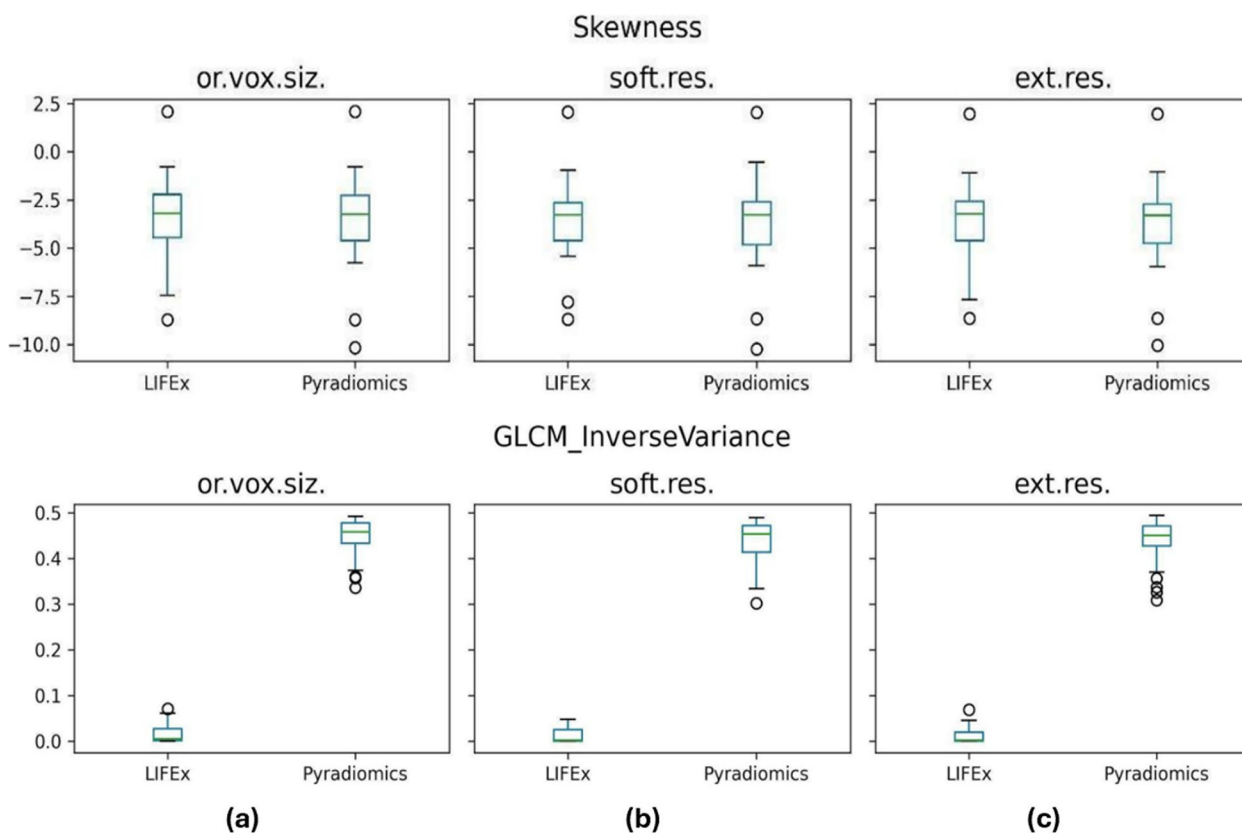 Skewness
or.vox.siz. soft.res. ext.res.
2.5
0.0
−2.5
−5.0
−7.5
−10.0
LIFEx Pyradiomics LIFEx Pyradiomics LIFEx Pyradiomics
GLCM_InverseVariance
or.vox.siz. soft.res. ext.res.
0.5
0.4
0.3
0.2
0.1
0.0
LIFEx Pyradiomics LIFEx Pyradiomics LIFEx Pyradiomics
(a) (b) (c)